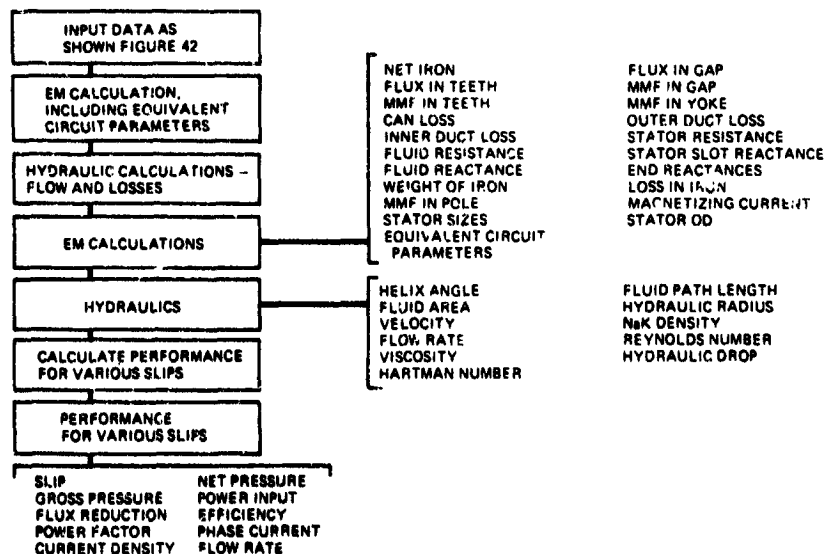 INPUT DATA AS
SHOWN FIGURE 42
EM CALCULATION,
INCLUDING EQUIVALENT
CIRCUIT PARAMETERS
HYDRAULIC CALCULATIONS –
FLOW AND LOSSES
EM CALCULATIONS
HYDRAULICS
CALCULATE PERFORMANCE
FOR VARIOUS SLIPS
PERFORMANCE
FOR VARIOUS SLIPS
NET IRON
FLUX IN TEETH
MMF IN TEETH
CAN LOSS
INNER DUCT LOSS
FLUID RESISTANCE
FLUID REACTANCE
WEIGHT OF IRON
MMF IN POLE
STATOR SIZES
EQUIVALENT CIRCUIT
PARAMETERS
FLUX IN GAP
MMF IN GAP
MMF IN YOKE
OUTER DUCT LOSS
STATOR RESISTANCE
STATOR SLOT REACTANCE
END REACTANCES
LOSS IN IRON
MAGNETIZING CURRENT
STATOR OD
HELIX ANGLE
FLUID AREA
VELOCITY
FLOW RATE
VISCOSITY
HARTMAN NUMBER
FLUID PATH LENGTH
HYDRAULIC RADIUS
NaK DENSITY
REYNOLDS NUMBER
HYDRAULIC DROP
SLIP
GROSS PRESSURE
FLUX REDUCTION
POWER FACTOR
CURRENT DENSITY
NET PRESSURE
POWER INPUT
EFFICIENCY
PHASE CURRENT
FLOW RATE